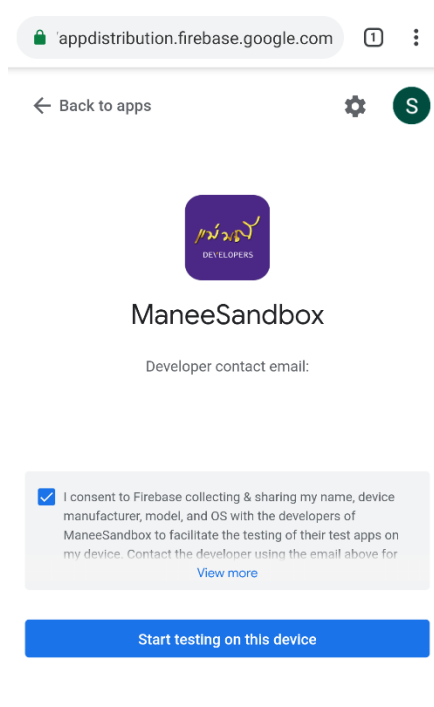 'appdistribution.firebase.google.com 1
Back to apps S
แม่มณี
DEVELOPERS
ManeeSandbox
Developer contact email:
I consent to Firebase collecting & sharing my name, device
manufacturer, model, and OS with the developers of
ManeeSandbox to facilitate the testing of their test apps on
my device. Contact the developer using the email above for
View more
Start testing on this device